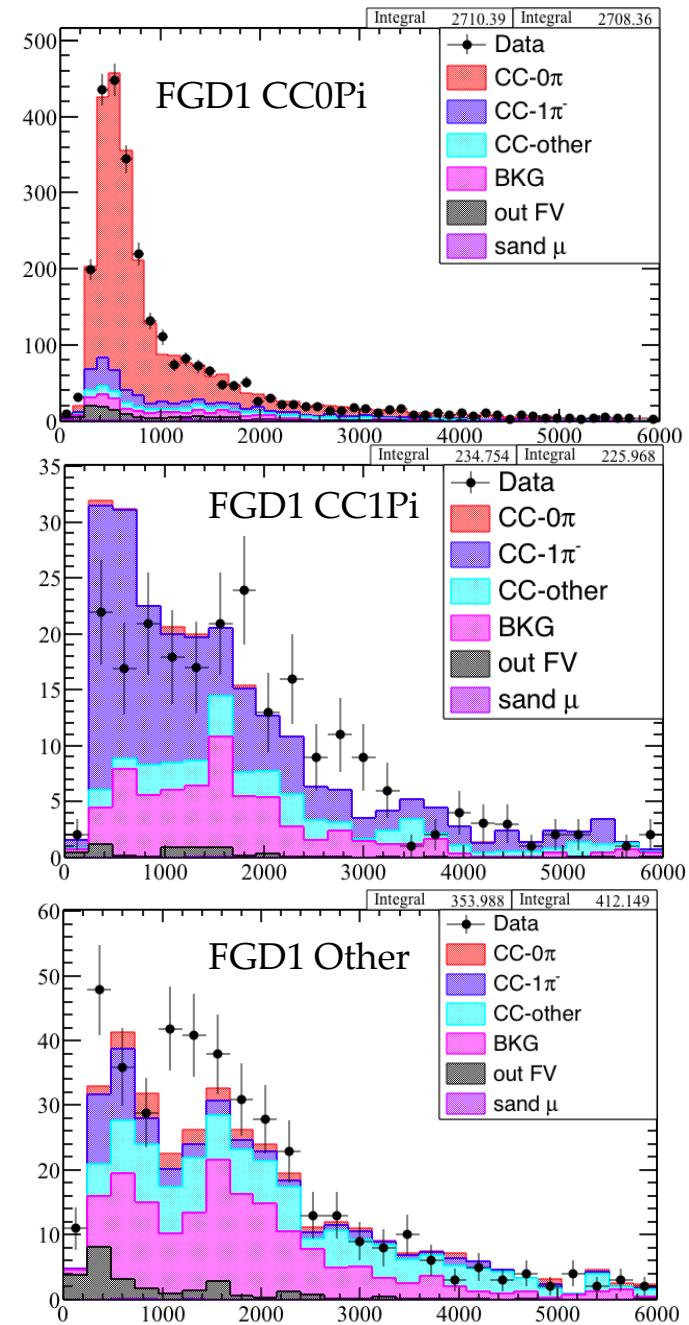 Integral 2710.39 Integral 2708.36
500
400
300
200
100
0
FGD1 CC0Pi
Data
CC-0π
CC-1π⁻
CC-other
BKG
out FV
sand μ
0 1000 2000 3000 4000 5000 6000
Integral 234.754 Integral 225.968
35
30
25
20
15
10
5
0
FGD1 CC1Pi
Data
CC-0π
CC-1π⁻
CC-other
BKG
out FV
sand μ
0 1000 2000 3000 4000 5000 6000
Integral 353.988 Integral 412.149
60
50
40
30
20
10
0
FGD1 Other
Data
CC-0π
CC-1π⁻
CC-other
BKG
out FV
sand μ
0 1000 2000 3000 4000 5000 6000